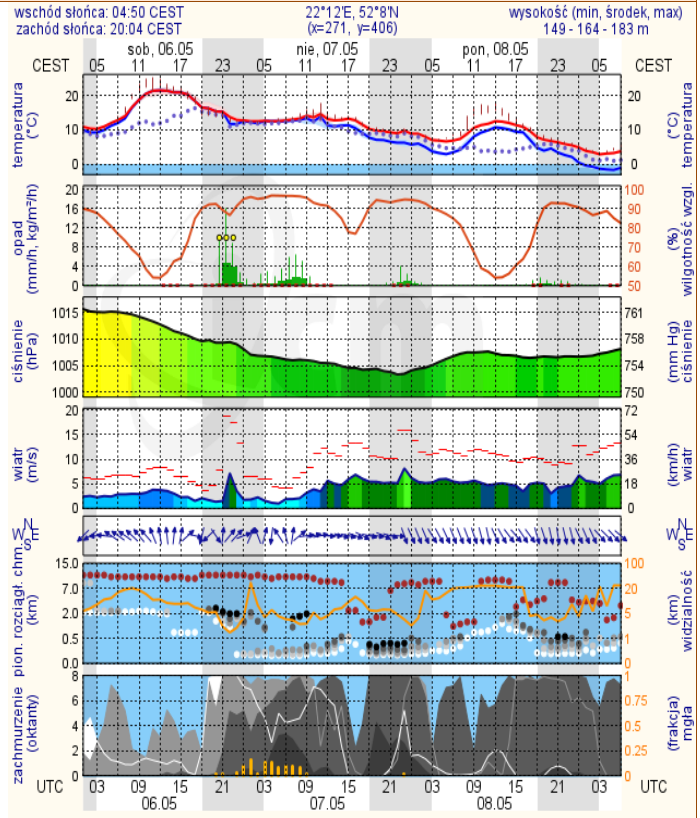 wschód słońca: 04:50 CEST 22°12'E, 52°8'N wysokość (min, środek, max)
zachód słońca: 20:04 CEST (x=271, y=406) 149 - 164 - 183 m
sob, 06.05 nie, 07.05 pon, 08.05
CEST 05 11 17 23 05 11 17 23 05 11 17 23 05 CEST
temperatura (°C)
20
10
0
20
10
0
temperatura (°C)
opad (mm/h, kg/m²/h)
20
16
12
8
4
0
100
90
80
70
60
50
(%) wilgotność wzgl.
ciśnienie (hPa)
1015
1010
1005
1000
761
758
754
750
(mm Hg) ciśnienie
wiatr (m/s)
20
15
10
5
0
72
54
36
18
0
(km/h) wiatr
N
W E
S
N
W E
S
pion. rozciągł. chm. (km)
15.0
7.0
2.0
0.5
0.0
100
20
10
1
0
(km) widzialność
zachmurzenie (oktanty)
8
6
4
2
0
1
0.75
0.5
0.25
0
(frakcja) mgła
UTC 03 09 15 21 03 09 15 21 03 09 15 21 03 UTC
06.05 07.05 08.05